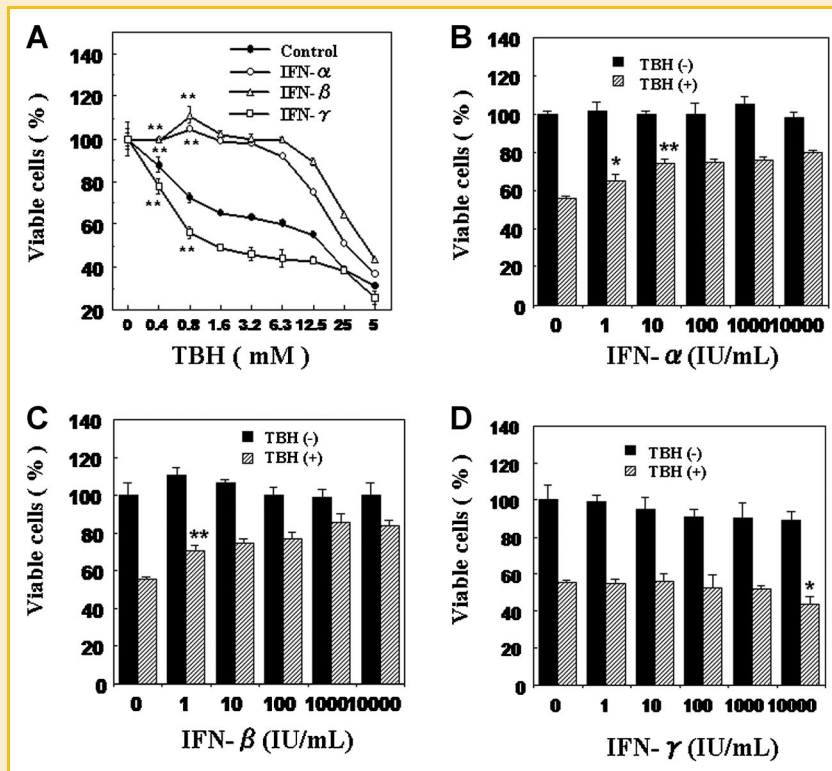 A
140
120
100
80
60
40
20
Viable cells ( % )
Control
IFN- α
IFN- β
IFN- γ
**
**
**
**
**
**
0 0.4 0.8 1.6 3.2 6.3 12.5 25 5
TBH ( mM )
B
140
120
100
80
60
40
20
0
Viable cells ( % )
TBH (-)
TBH (+)
*
**
0 1 10 100 1000 10000
IFN- α (IU/mL)
C
140
120
100
80
60
40
20
0
Viable cells ( % )
TBH (-)
TBH (+)
**
0 1 10 100 1000 10000
IFN- β (IU/mL)
D
140
120
100
80
60
40
20
0
Viable cells ( % )
TBH (-)
TBH (+)
*
0 1 10 100 1000 10000
IFN- γ (IU/mL)